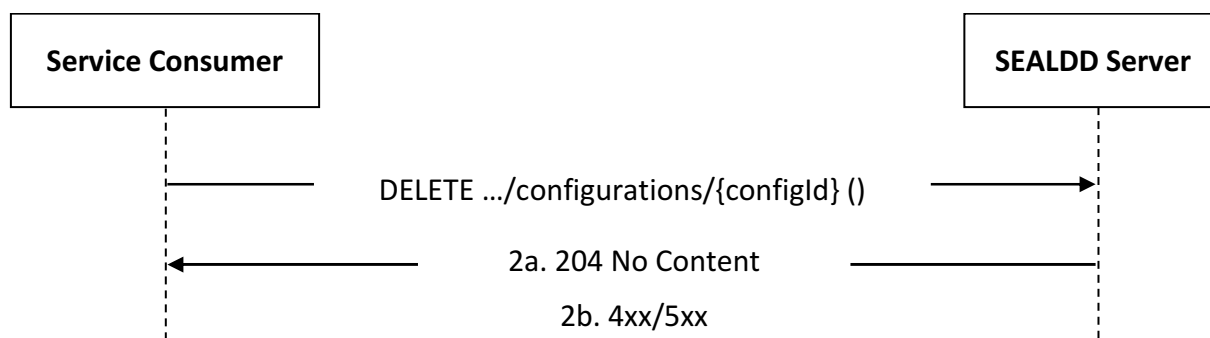 Service Consumer
SEALDD Server
DELETE .../configurations/{configId} ()
2a. 204 No Content
2b. 4xx/5xx